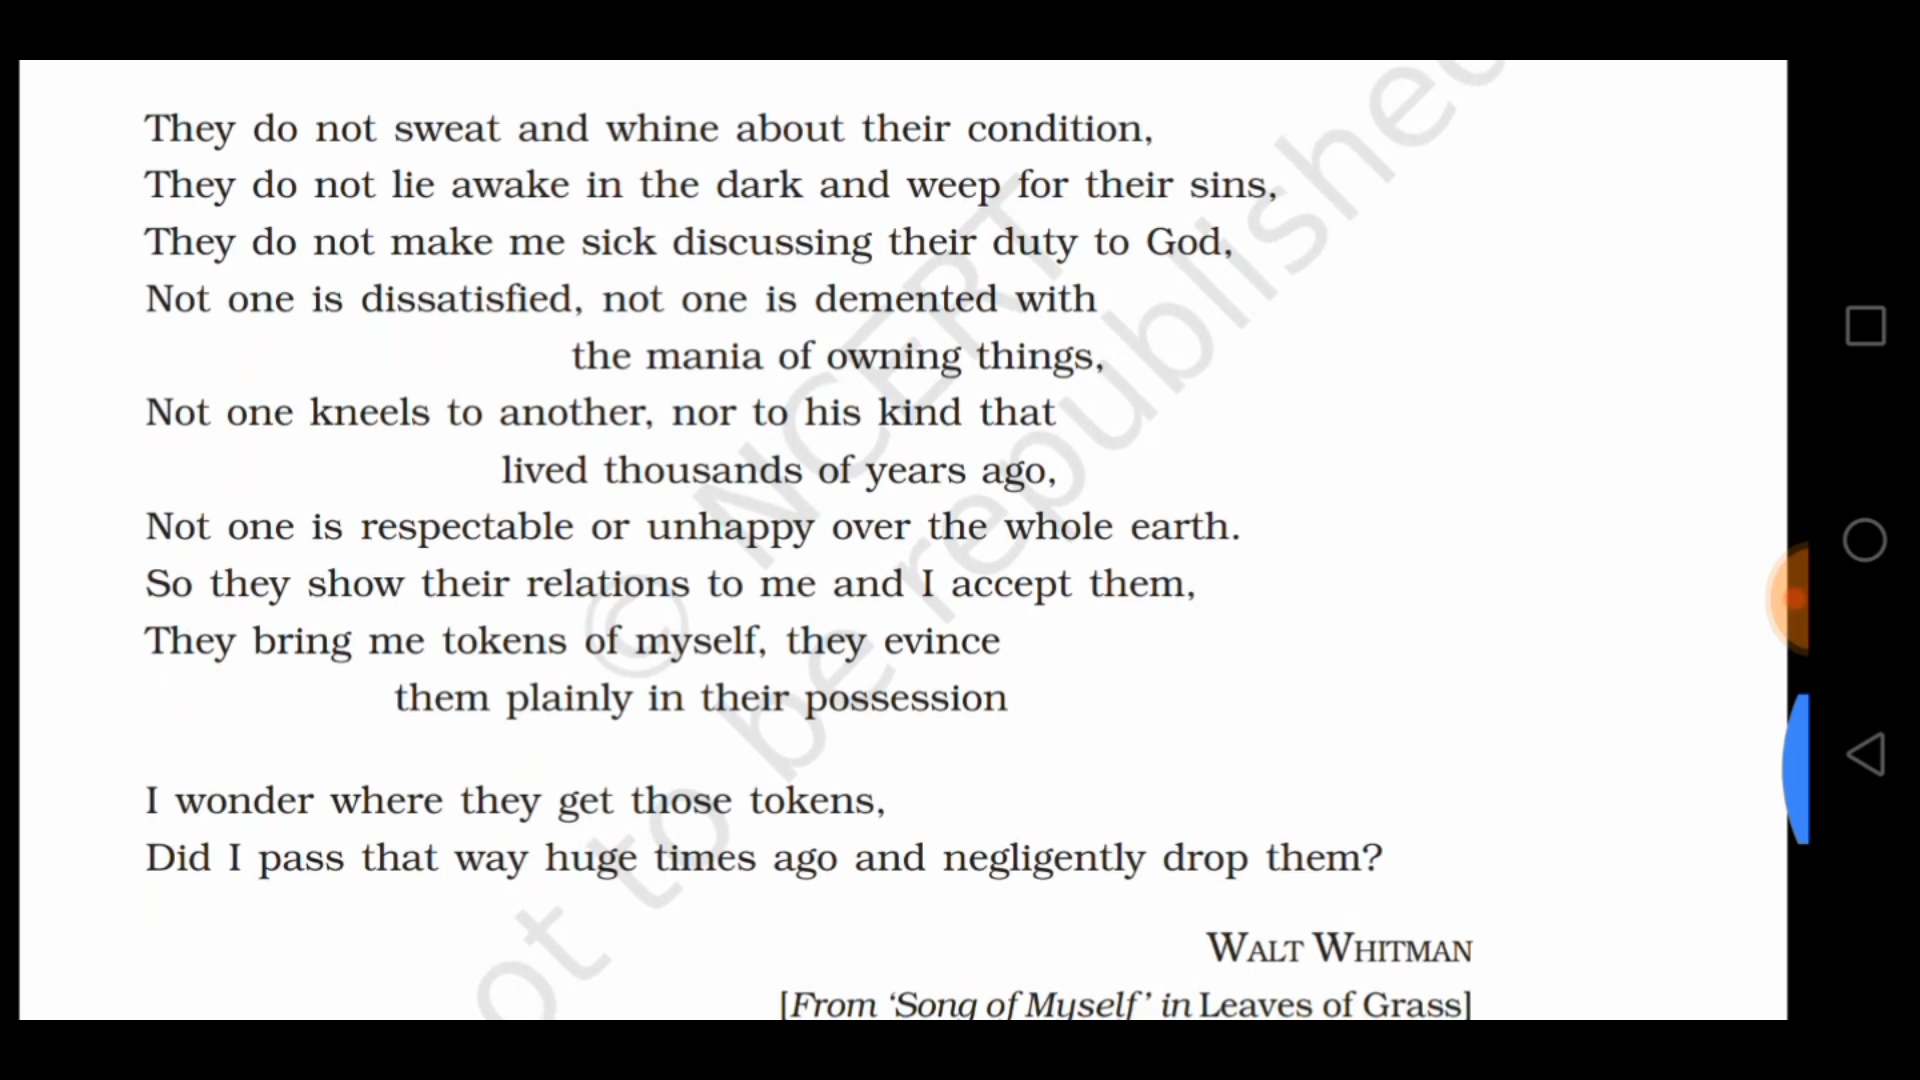 They do not sweat and whine about their condition,
They do not lie awake in the dark and weep for their sins,
They do not make me sick discussing their duty to God,
Not one is dissatisfied, not one is demented with
the mania of owning things,
Not one kneels to another, nor to his kind that
lived thousands of years ago,
Not one is respectable or unhappy over the whole earth.
So they show their relations to me and I accept them,
They bring me tokens of myself, they evince
them plainly in their possession
I wonder where they get those tokens,
Did I pass that way huge times ago and negligently drop them?
WALT WHITMAN
[From ‘Song of Myself’ in Leaves of Grass]
© NCERT
not to be republished